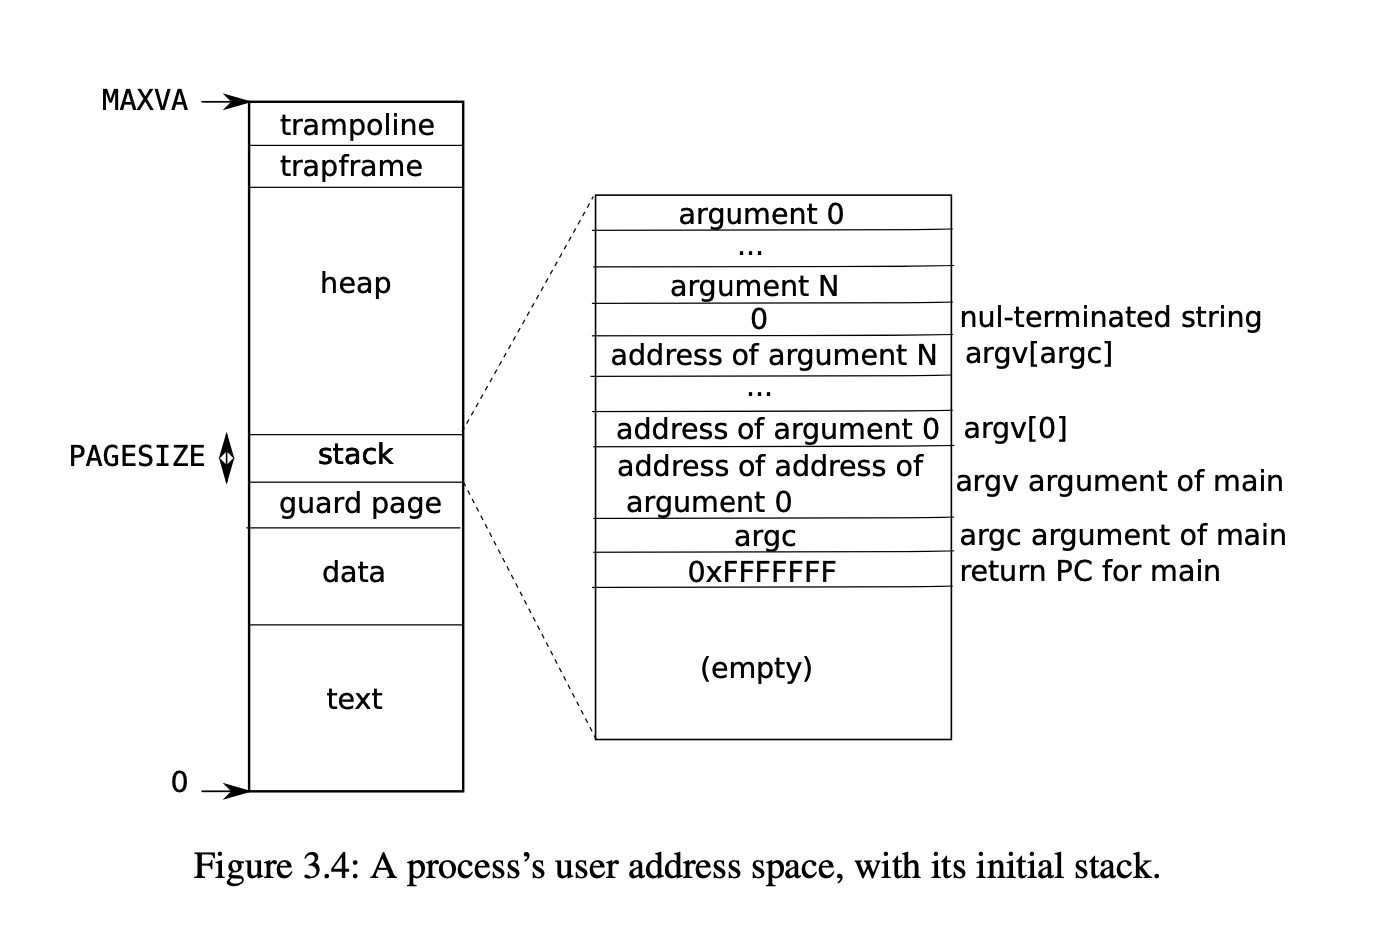 MAXVA
trampoline
trapframe
heap
PAGESIZE
stack
guard page
data
text
0
argument 0
...
argument N
0 nul-terminated string
address of argument N argv[argc]
...
address of argument 0 argv[0]
address of address of
argument 0 argv argument of main
argc argc argument of main
0xFFFFFFF return PC for main
(empty)
Figure 3.4: A process’s user address space, with its initial stack.